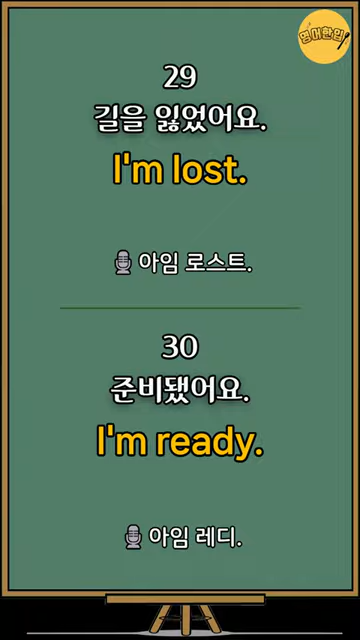 영어한입
29
길을 잃었어요.
I'm lost.
아임 로스트.
30
준비됐어요.
I'm ready.
아임 레디.